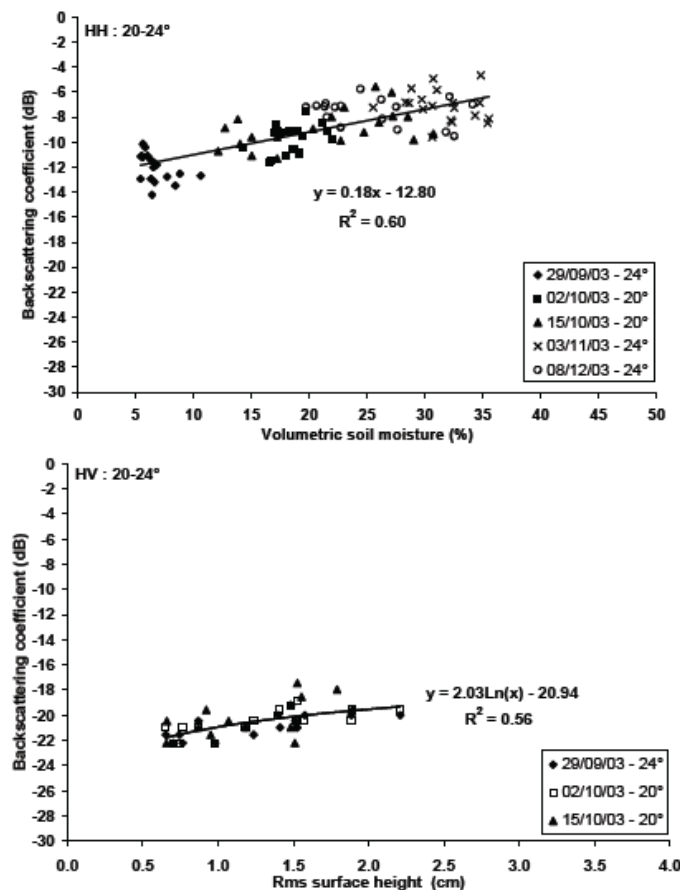 HH : 20-24°
Backscattering coefficient (dB)
0
-2
-4
-6
-8
-10
-12
-14
-16
-18
-20
-22
-24
-26
-28
-30
y = 0.18x - 12.80
R² = 0.60
29/09/03 - 24°
02/10/03 - 20°
15/10/03 - 20°
03/11/03 - 24°
08/12/03 - 24°
0 5 10 15 20 25 30 35 40 45 50
Volumetric soil moisture (%)
HV : 20-24°
Backscattering coefficient (dB)
0
-2
-4
-6
-8
-10
-12
-14
-16
-18
-20
-22
-24
-26
-28
-30
y = 2.03Ln(x) - 20.94
R² = 0.56
29/09/03 - 24°
02/10/03 - 20°
15/10/03 - 20°
0.0 0.5 1.0 1.5 2.0 2.5 3.0 3.5 4.0
Rms surface height (cm)